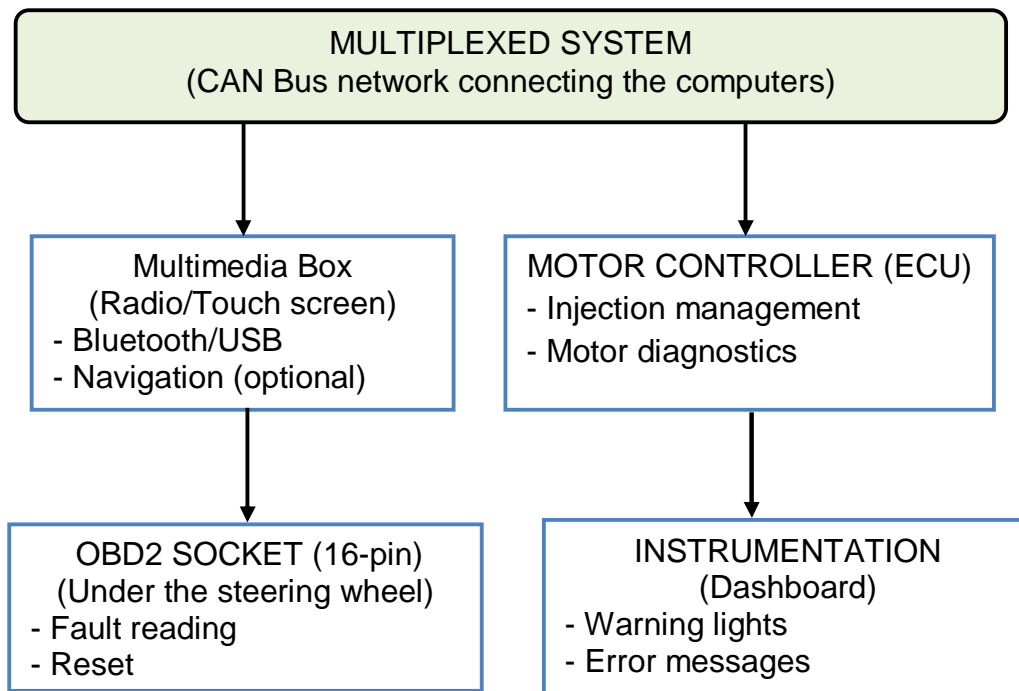 MULTIPLEXED SYSTEM
(CAN Bus network connecting the computers)
Multimedia Box
(Radio/Touch screen)
- Bluetooth/USB
- Navigation (optional)
MOTOR CONTROLLER (ECU)
- Injection management
- Motor diagnostics
OBD2 SOCKET (16-pin)
(Under the steering wheel)
- Fault reading
- Reset
INSTRUMENTATION
(Dashboard)
- Warning lights
- Error messages